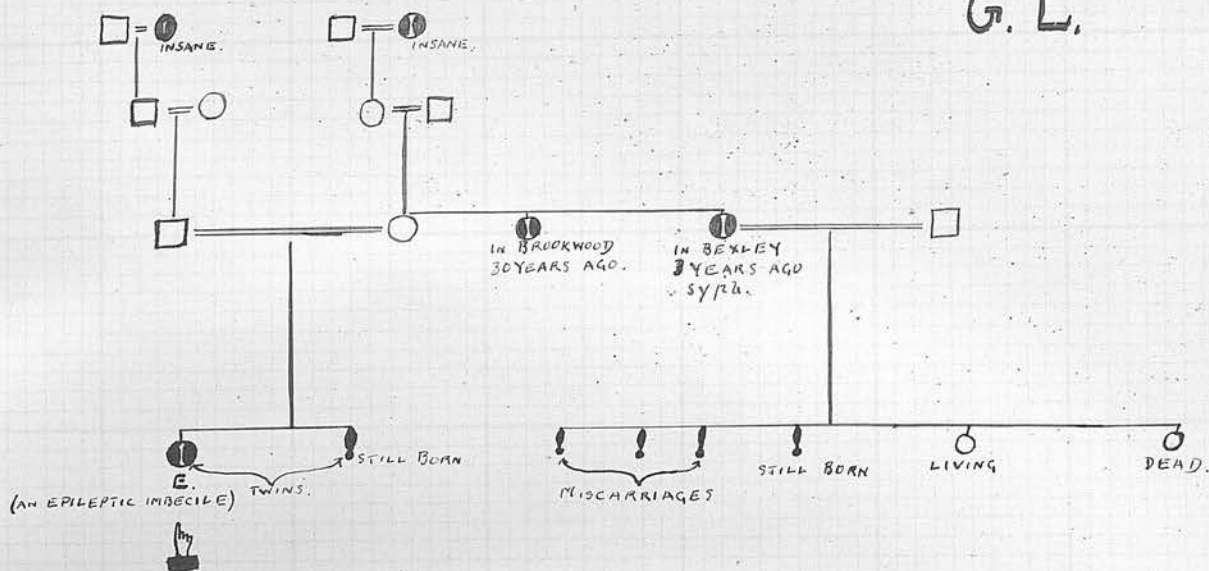 G. L.
INSANE.
INSANE.
IN BROOKWOOD
30 YEARS AGO.
IN BEXLEY
3 YEARS AGO
syph.
E.
(AN EPILEPTIC IMBECILE)
TWINS.
STILL BORN
MISCARRIAGES
STILL BORN
LIVING
DEAD.